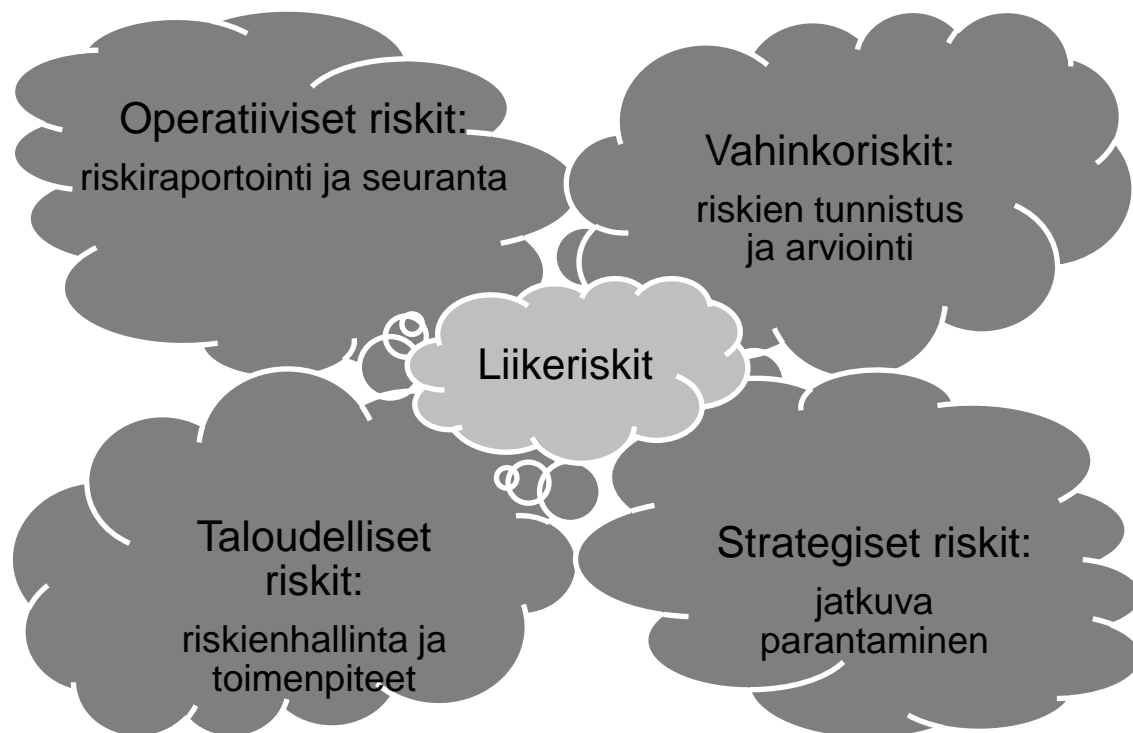 Operatiiviset riskit:
riskiraportointi ja seuranta
Vahinkoriskit:
riskien tunnistus
ja arviointi
Liikeriskit
Taloudelliset
riskit:
riskienhallinta ja
toimenpiteet
Strategiset riskit:
jatkuva
parantaminen